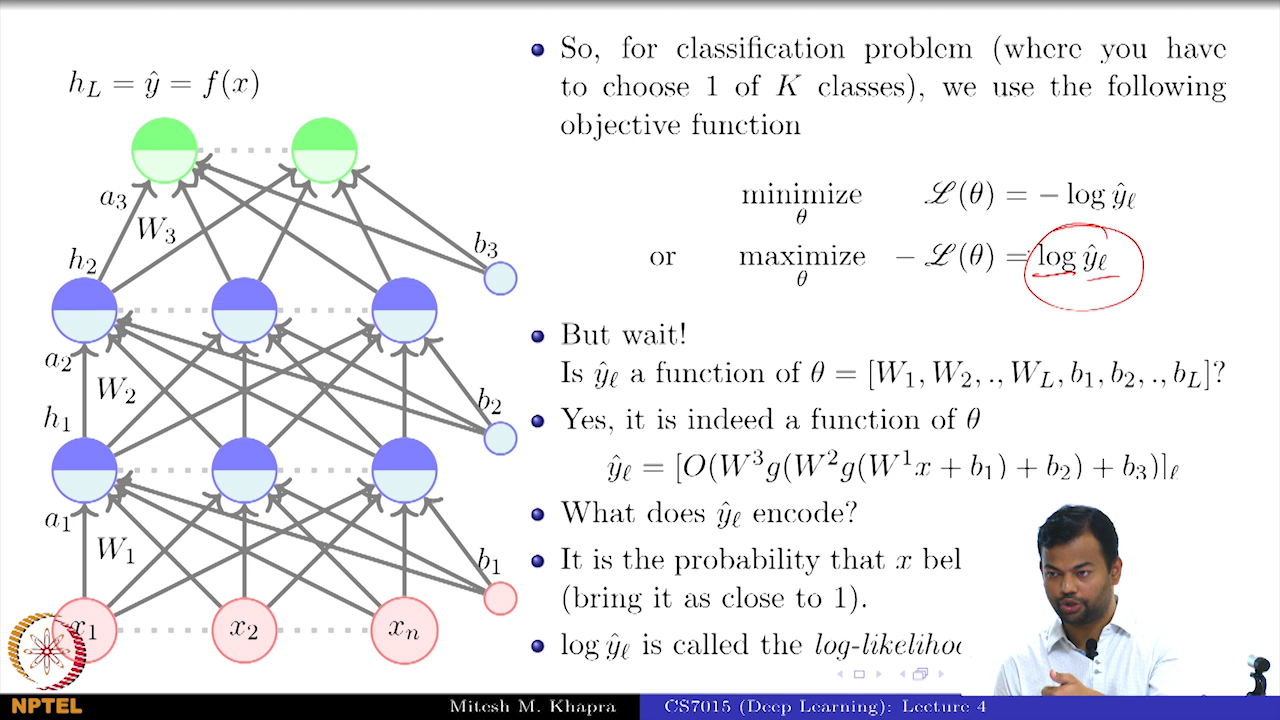 h_L = ŷ = f(x)
a_3
W_3
h_2
b_3
a_2
W_2
h_1
b_2
a_1
W_1
b_1
x_1 x_2 x_n
So, for classification problem (where you have
to choose 1 of K classes), we use the following
objective function
minimize_θ ℒ(θ) = − log ŷ_ℓ
or maximize_θ − ℒ(θ) = log ŷ_ℓ
But wait!
Is ŷ_ℓ a function of θ = [W_1, W_2, ., W_L, b_1, b_2, ., b_L]?
Yes, it is indeed a function of θ
ŷ_ℓ = [O(W^3 g(W^2 g(W^1 x + b_1) + b_2) + b_3)]_ℓ
What does ŷ_ℓ encode?
It is the probability that x bel
(bring it as close to 1).
log ŷ_ℓ is called the log-likelihoo
NPTEL
Mitesh M. Khapra CS7015 (Deep Learning): Lecture 4